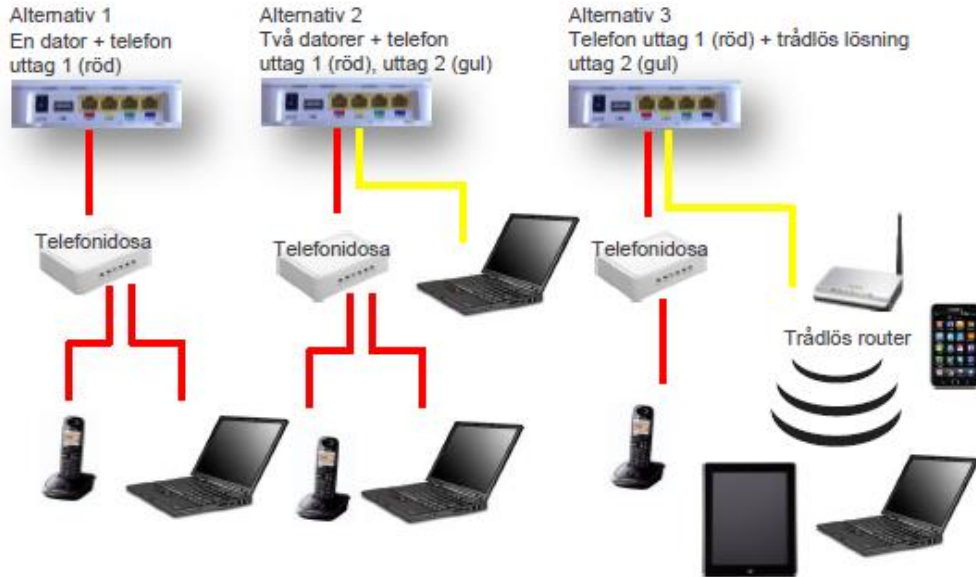 Alternativ 1
En dator + telefon
uttag 1 (röd)
Alternativ 2
Två datorer + telefon
uttag 1 (röd), uttag 2 (gul)
Alternativ 3
Telefon uttag 1 (röd) + trådlös lösning
uttag 2 (gul)
Telefonidosa
Telefonidosa
Telefonidosa
Trådlös router